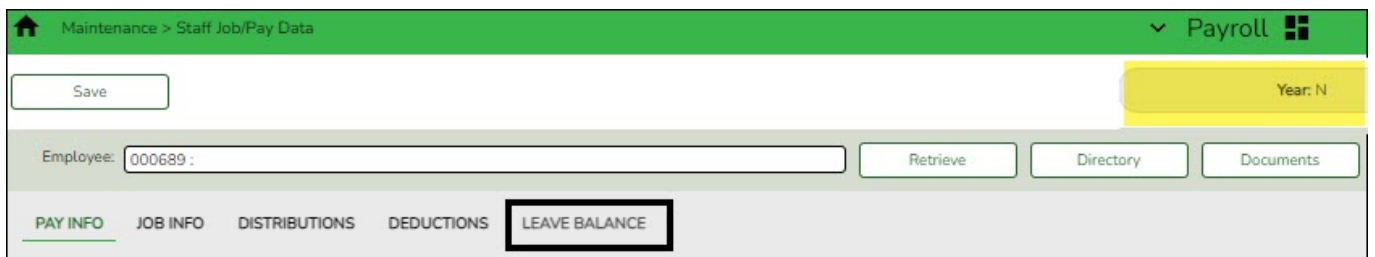 Maintenance > Staff Job/Pay Data Payroll
Save Year: N
Employee: 000689 : Retrieve Directory Documents
PAY INFO JOB INFO DISTRIBUTIONS DEDUCTIONS LEAVE BALANCE